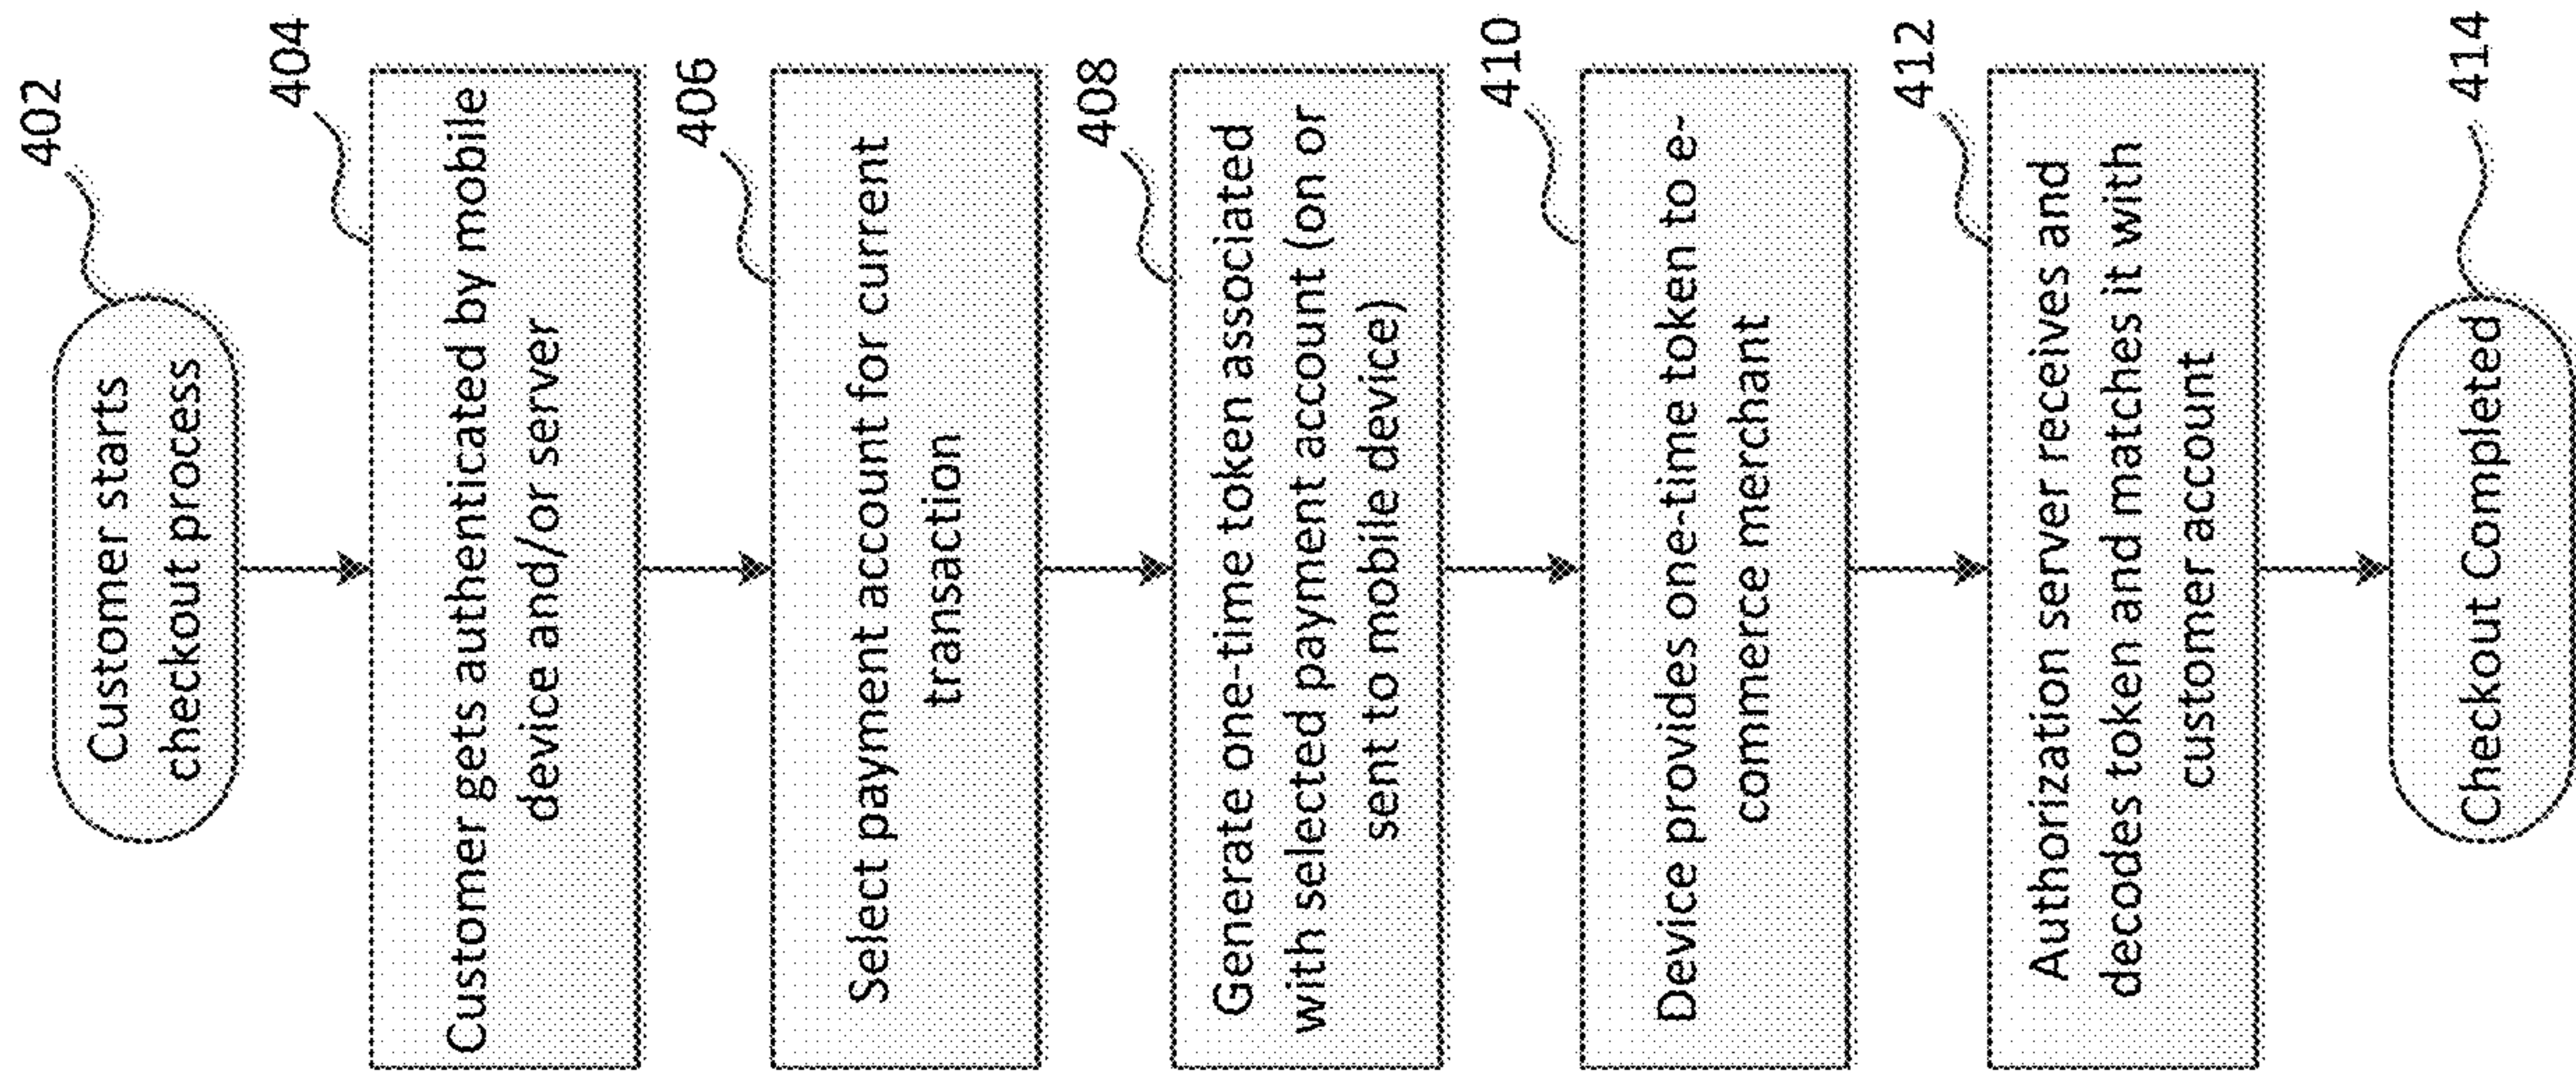 402
Customer starts
checkout process
404
Customer gets authenticated by mobile
device and/or server
406
Select payment account for current
transaction
408
Generate one-time token associated
with selected payment account (on or
sent to mobile device)
410
Device provides one-time token to e-
commerce merchant
412
Authorization server receives and
decodes token and matches it with
customer account
414
Checkout Completed